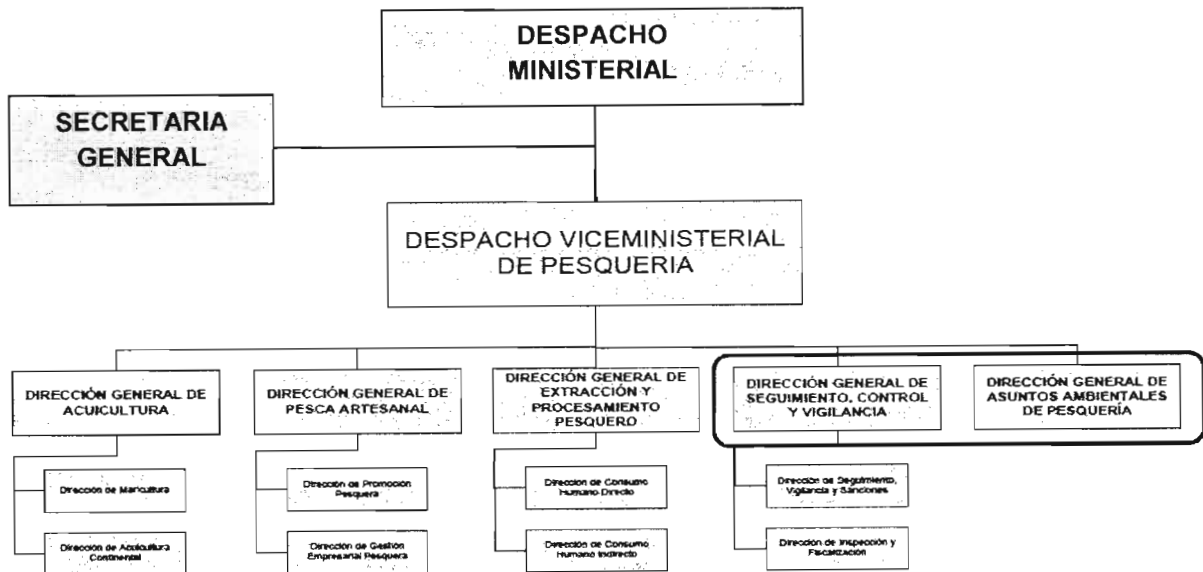 DESPACHO
MINISTERIAL
SECRETARIA
GENERAL
DESPACHO VICEMINISTERIAL
DE PESQUERIA
DIRECCIÓN GENERAL DE
ACUICULTURA
DIRECCIÓN GENERAL DE
PESCA ARTESANAL
DIRECCIÓN GENERAL DE
EXTRACCIÓN Y
PROCESAMIENTO
PESQUERO
DIRECCIÓN GENERAL DE
SEGUIMIENTO, CONTROL
Y VIGILANCIA
DIRECCIÓN GENERAL DE
ASUNTOS AMBIENTALES
DE PESQUERÍA
Dirección de Maricultura
Dirección de Acuicultura
Continental
Dirección de Promoción
Pesquera
Dirección de Gestión
Empresarial Pesquera
Dirección de Consumo
Humano Directo
Dirección de Consumo
Humano Indirecto
Dirección de Seguimiento,
Vigilancia y Sanciones
Dirección de Inspección y
Fiscalización